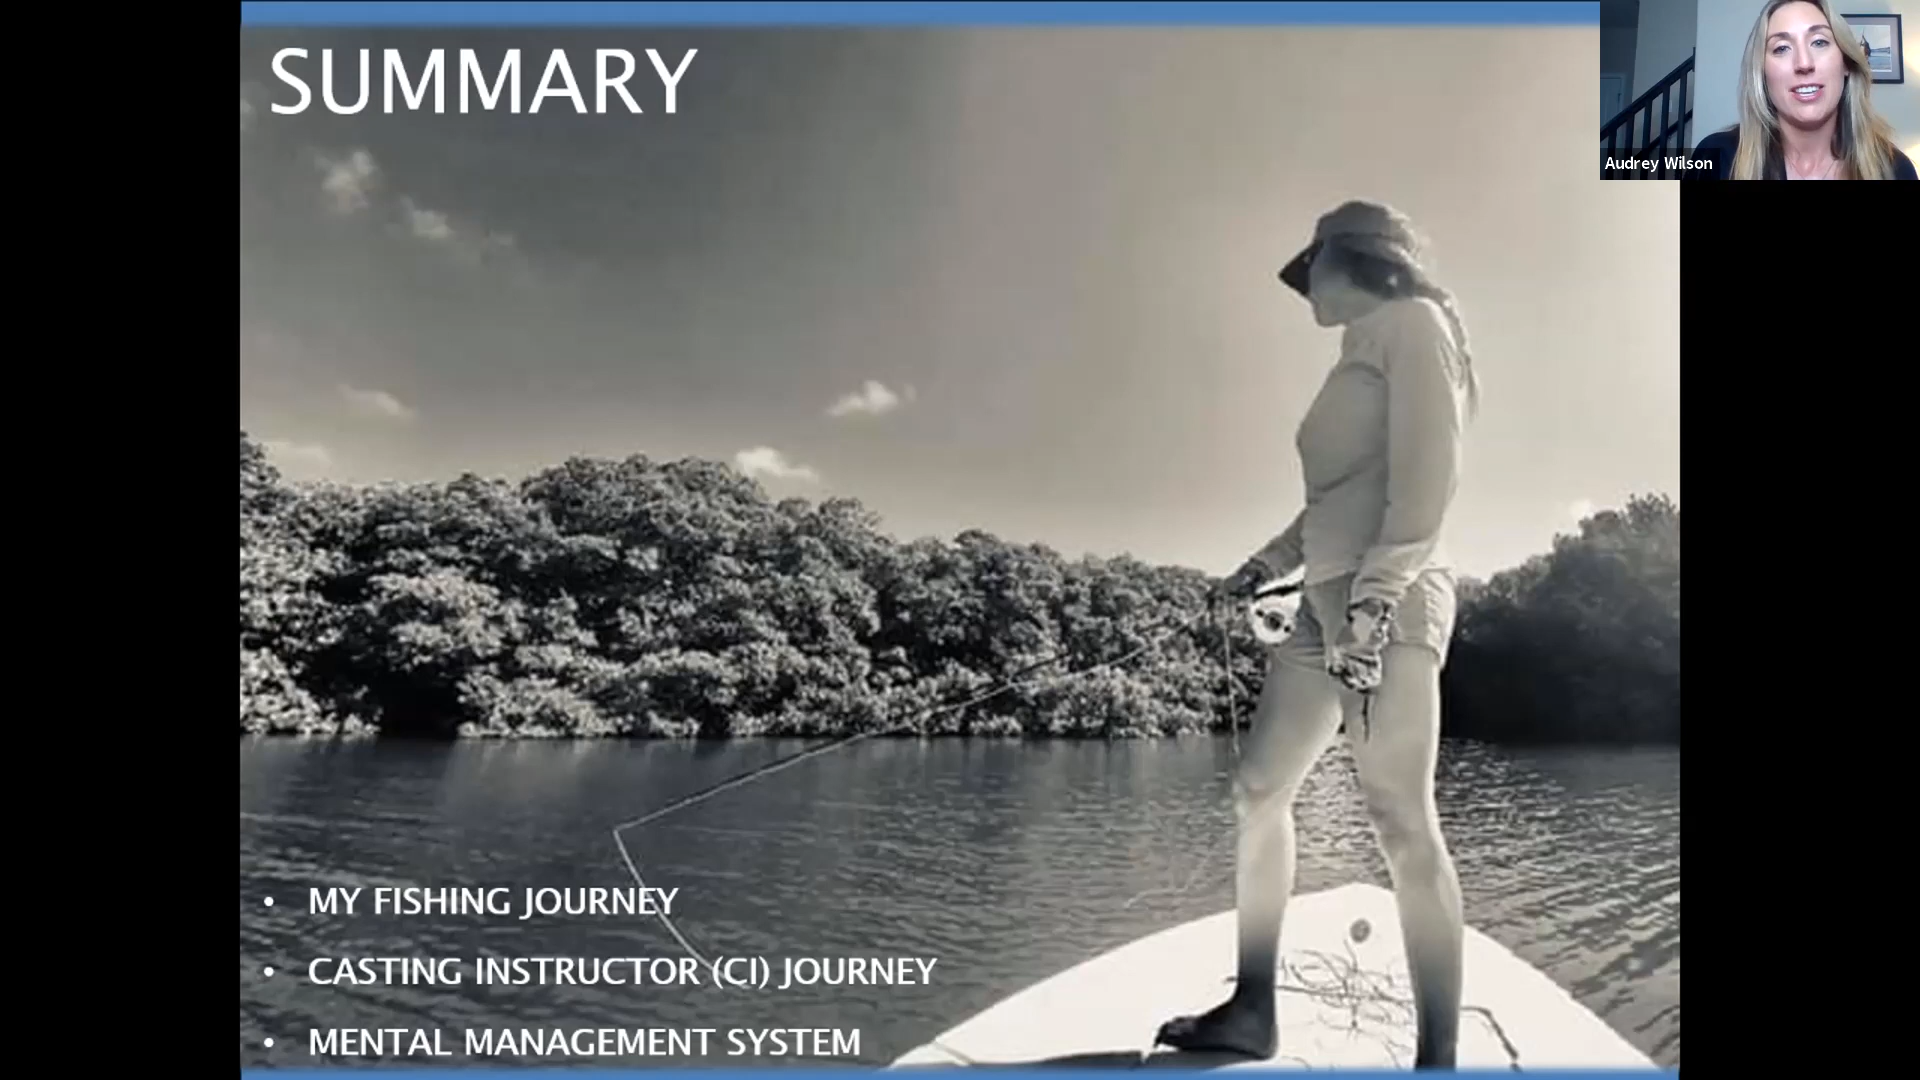 SUMMARY
Audrey Wilson
• MY FISHING JOURNEY
• CASTING INSTRUCTOR (CI) JOURNEY
• MENTAL MANAGEMENT SYSTEM